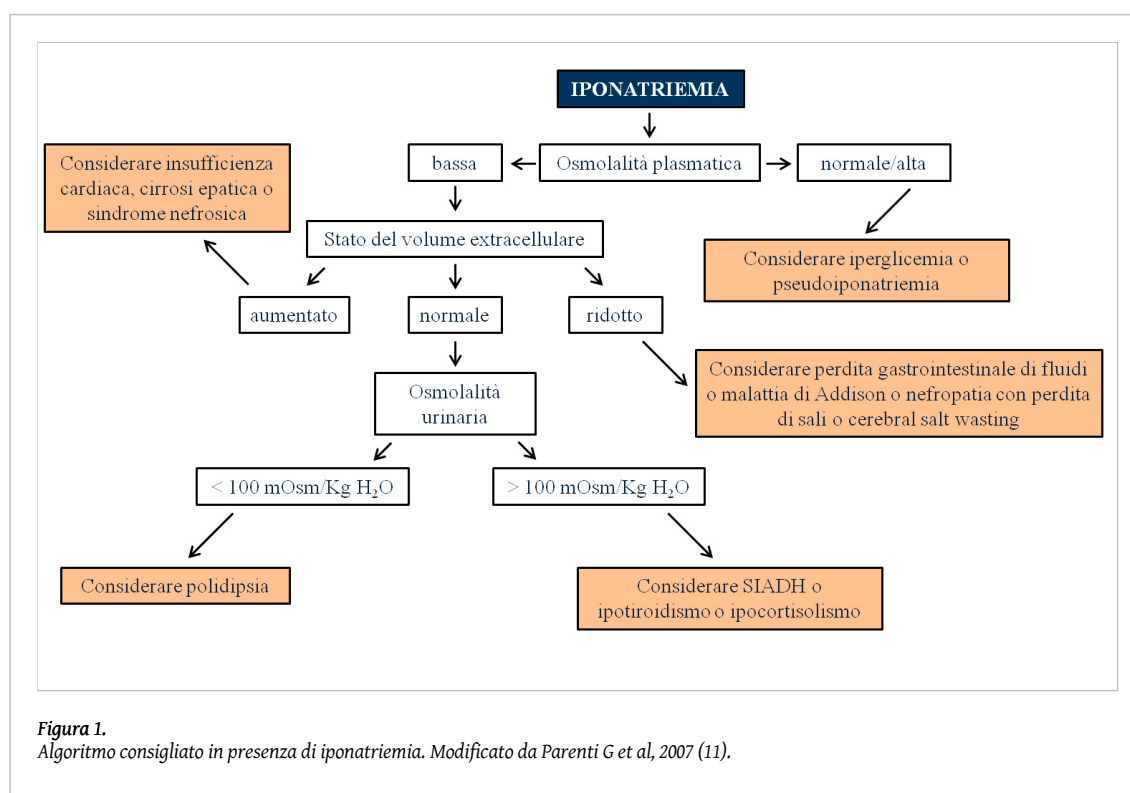 IPONATRIEMIA
Considerare insufficienza
cardiaca, cirrosi epatica o
sindrome nefrosica
bassa
Osmolalità plasmatica
normale/alta
Stato del volume extracellulare
Considerare iperglicemia o
pseudoiponatriemia
aumentato
normale
ridotto
Considerare perdita gastrointestinale di fluidi
o malattia di Addison o nefropatia con perdita
di sali o cerebral salt wasting
Osmolalità
urinaria
< 100 mOsm/Kg H₂O
> 100 mOsm/Kg H₂O
Considerare polidipsia
Considerare SIADH o
ipotiroidismo o ipocortisolismo
Figura 1.
Algoritmo consigliato in presenza di iponatriemia. Modificato da Parenti G et al, 2007 (11).